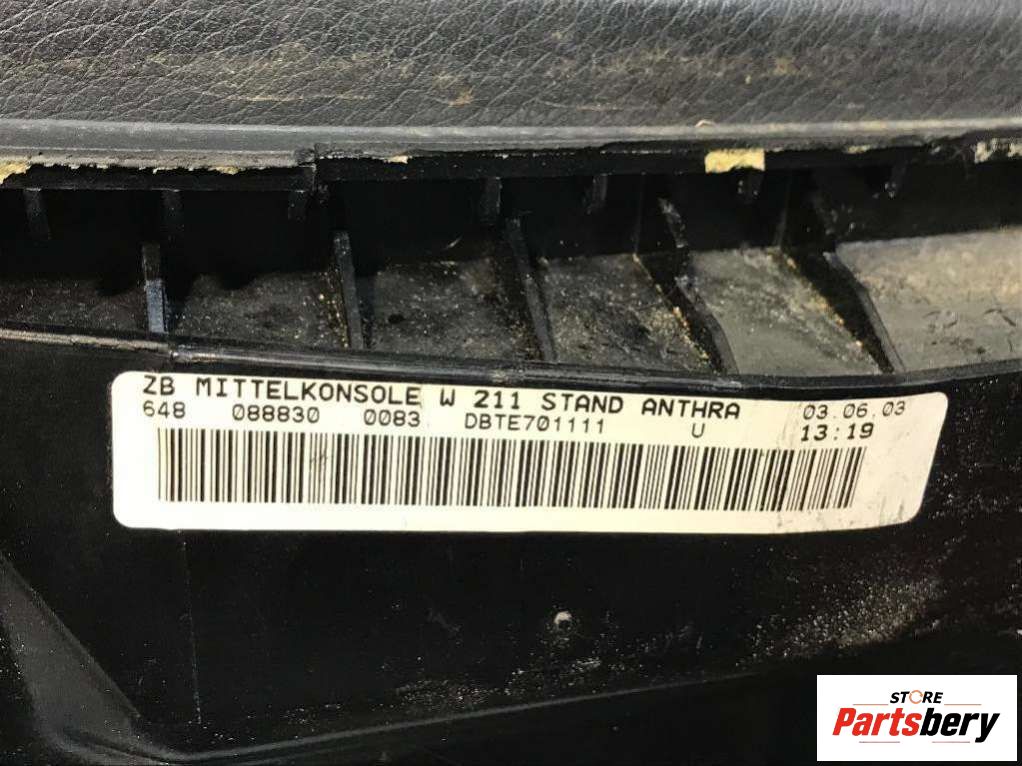 ZB MITTELKONSOLE W 211 STAND ANTHRA 03.06.03
648 088830 0083 DBTE701111 U 13:19
STORE
Partsbery